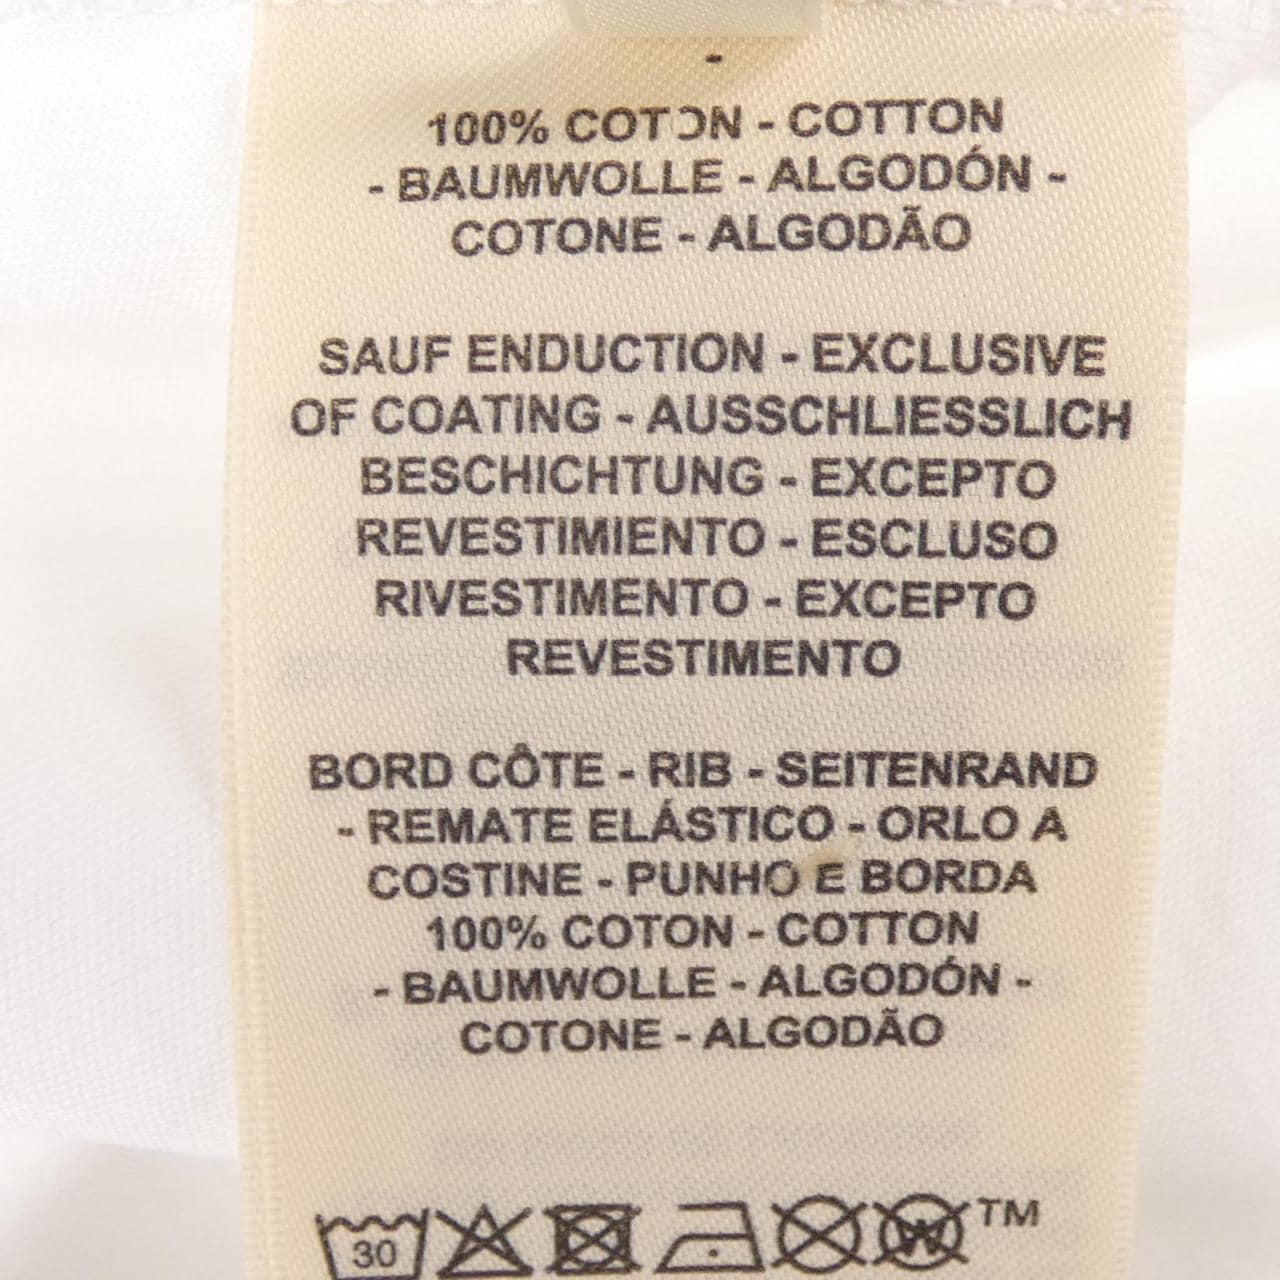 -
100% COTON - COTTON
- BAUMWOLLE - ALGODÓN -
COTONE - ALGODÃO
SAUF ENDUCTION - EXCLUSIVE
OF COATING - AUSSCHLIESSLICH
BESCHICHTUNG - EXCEPTO
REVESTIMIENTO - ESCLUSO
RIVESTIMENTO - EXCEPTO
REVESTIMENTO
BORD CÔTE - RIB - SEITENRAND
- REMATE ELÁSTICO - ORLO A
COSTINE - PUNHO E BORDA
100% COTON - COTTON
- BAUMWOLLE - ALGODÓN -
COTONE - ALGODÃO
30 W TM